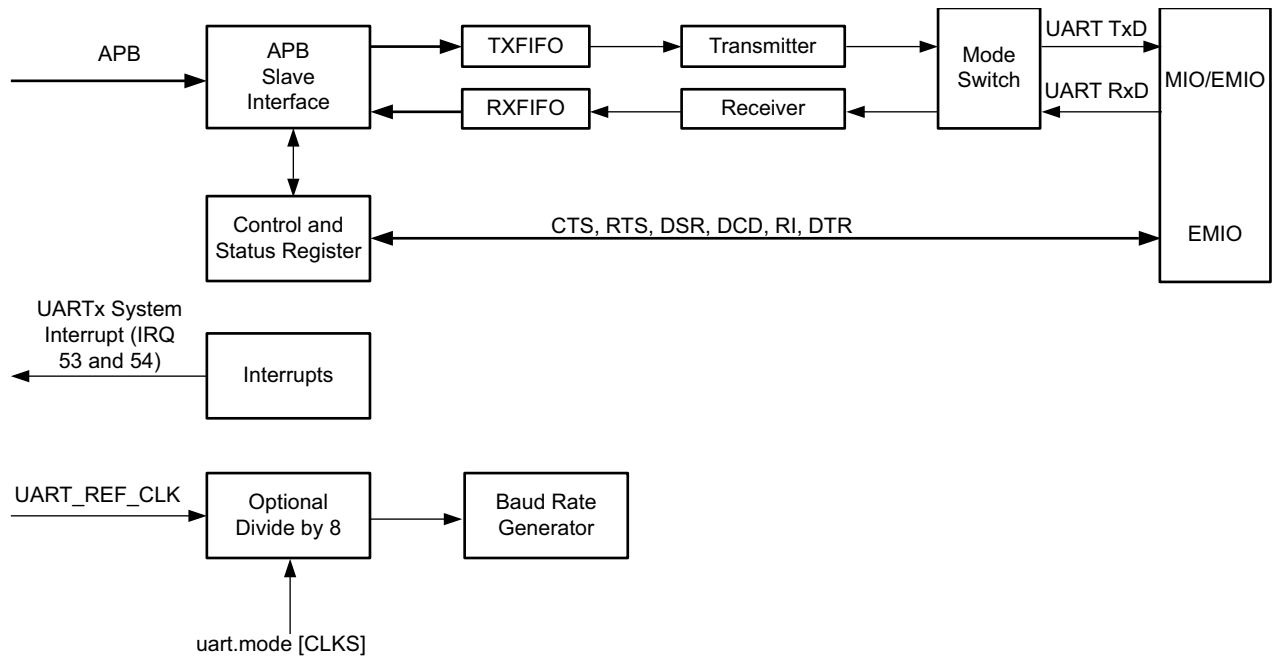 APB
APB
Slave
Interface
TXFIFO
Transmitter
Mode
Switch
UART TxD
MIO/EMIO
RXFIFO
Receiver
UART RxD
Control and
Status Register
CTS, RTS, DSR, DCD, RI, DTR
EMIO
UARTx System
Interrupt (IRQ
53 and 54)
Interrupts
UART_REF_CLK
Optional
Divide by 8
Baud Rate
Generator
uart.mode [CLKS]